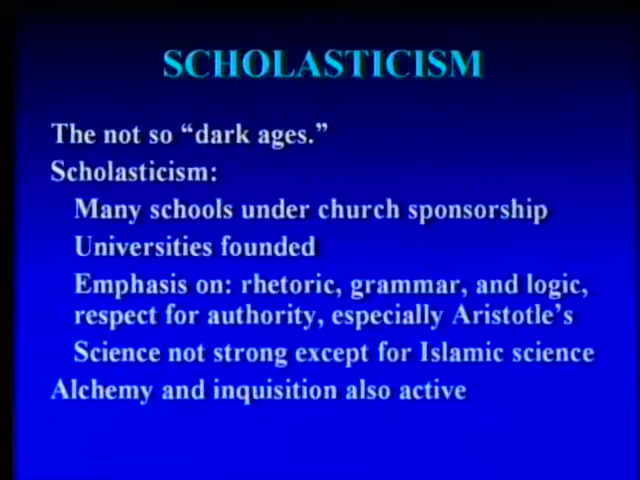 SCHOLASTICISM
The not so “dark ages.”
Scholasticism:
Many schools under church sponsorship
Universities founded
Emphasis on: rhetoric, grammar, and logic,
respect for authority, especially Aristotle’s
Science not strong except for Islamic science
Alchemy and inquisition also active